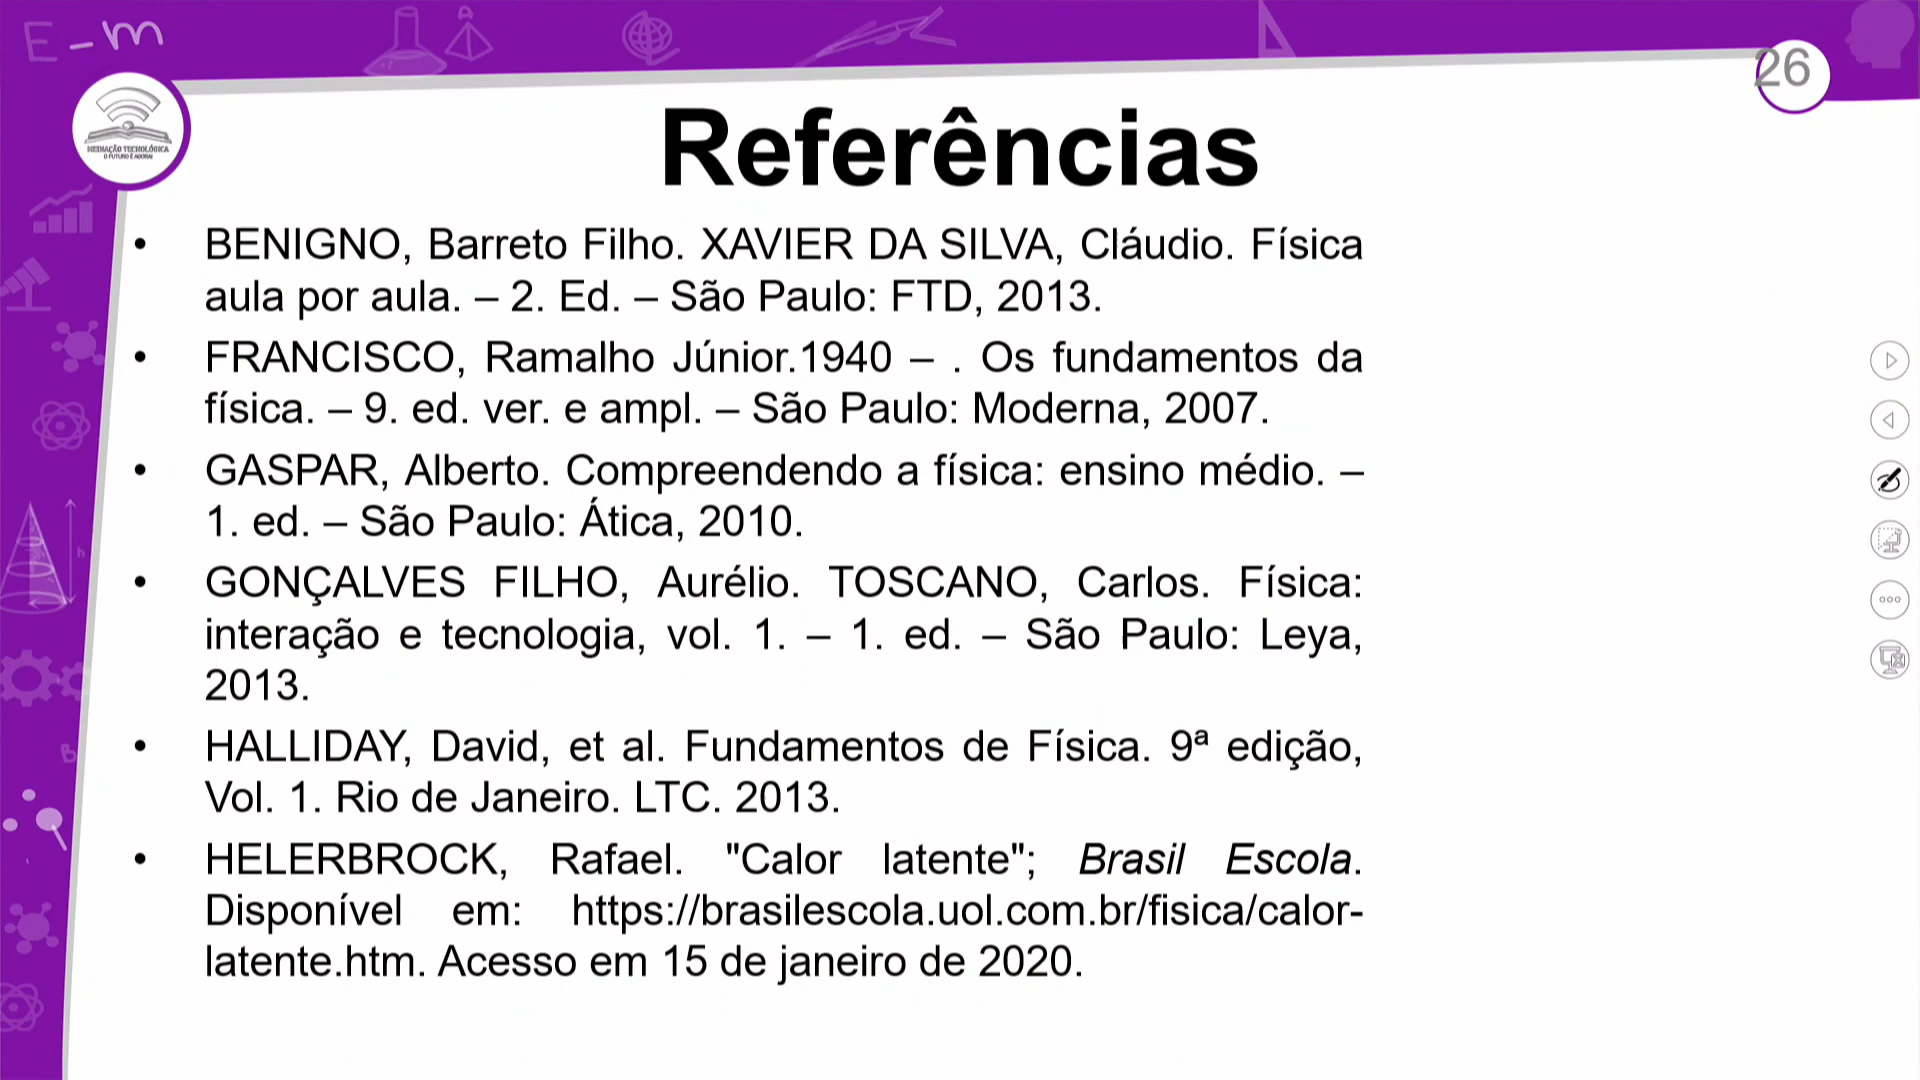 E-m
26
MEDIAÇÃO TECNOLÓGICA
O FUTURO É AGORA!
Referências
• BENIGNO, Barreto Filho. XAVIER DA SILVA, Cláudio. Física
aula por aula. – 2. Ed. – São Paulo: FTD, 2013.
• FRANCISCO, Ramalho Júnior.1940 – . Os fundamentos da
física. – 9. ed. ver. e ampl. – São Paulo: Moderna, 2007.
• GASPAR, Alberto. Compreendendo a física: ensino médio. –
1. ed. – São Paulo: Ática, 2010.
• GONÇALVES FILHO, Aurélio. TOSCANO, Carlos. Física:
interação e tecnologia, vol. 1. – 1. ed. – São Paulo: Leya,
2013.
• HALLIDAY, David, et al. Fundamentos de Física. 9ª edição,
Vol. 1. Rio de Janeiro. LTC. 2013.
• HELERBROCK, Rafael. "Calor latente"; Brasil Escola.
Disponível em: https://brasilescola.uol.com.br/fisica/calor-
latente.htm. Acesso em 15 de janeiro de 2020.